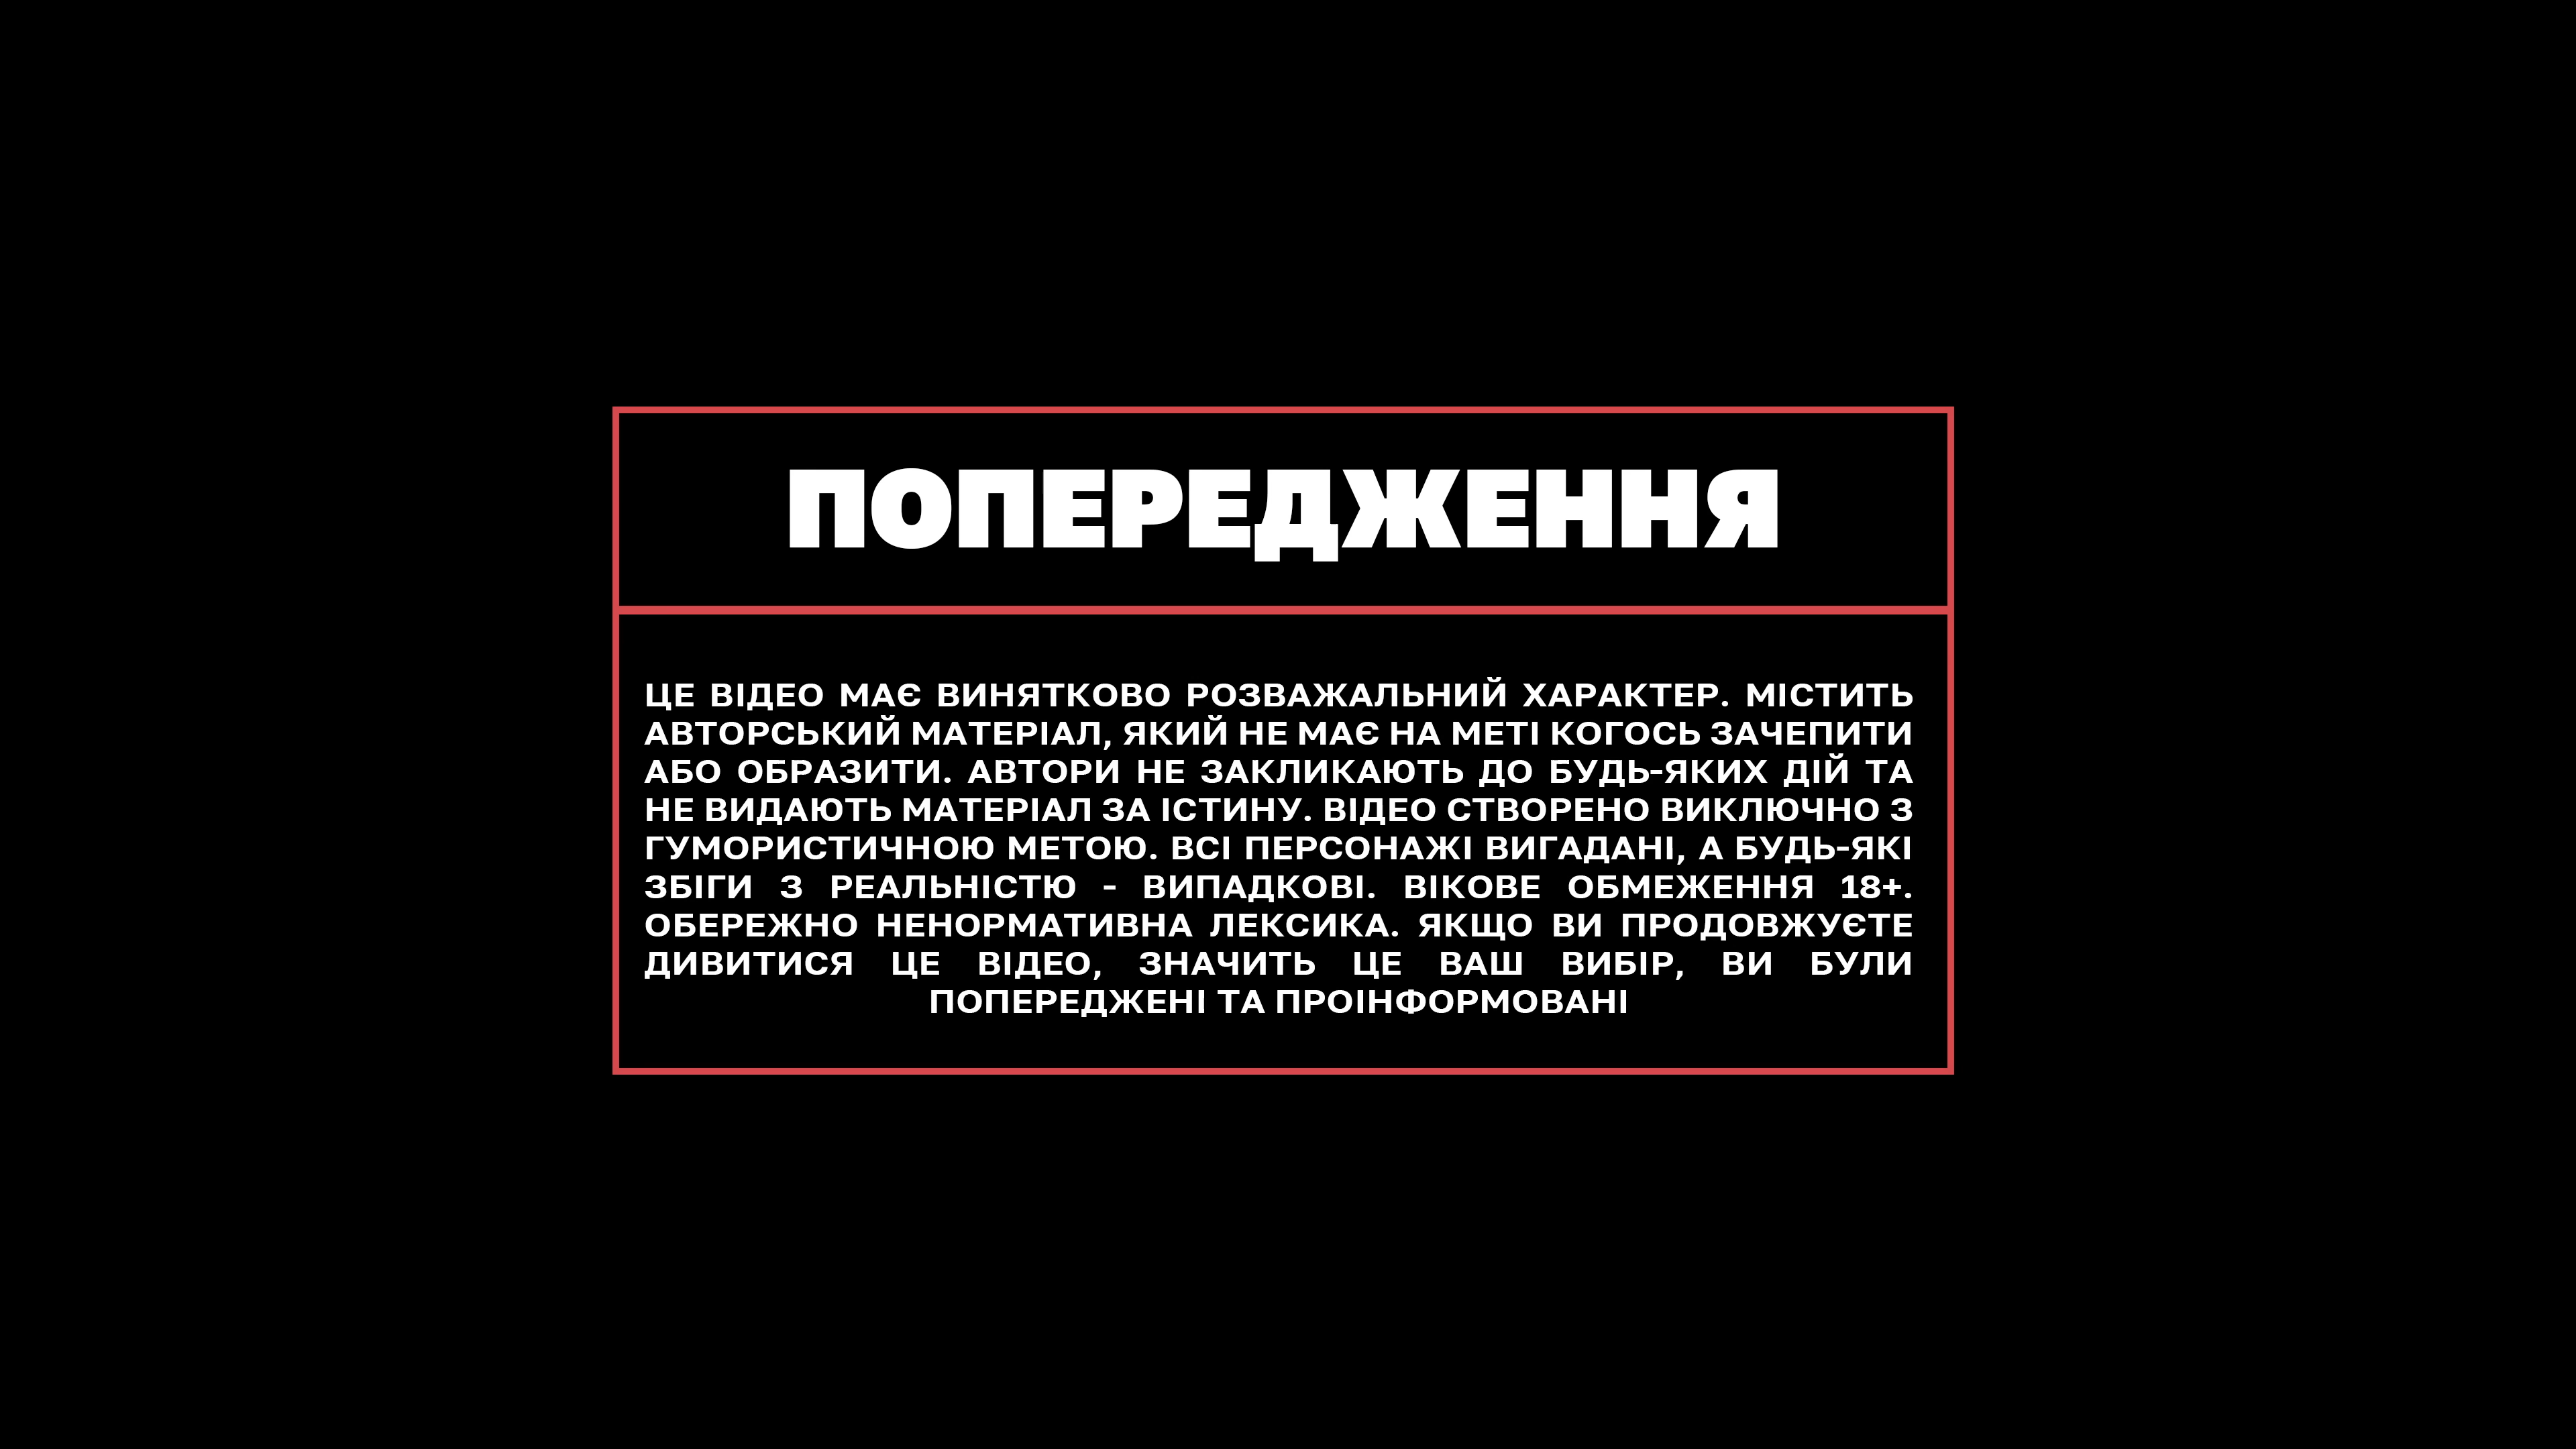 ПОПЕРЕДЖЕННЯ
ЦЕ ВІДЕО МАЄ ВИНЯТКОВО РОЗВАЖАЛЬНИЙ ХАРАКТЕР. МІСТИТЬ
АВТОРСЬКИЙ МАТЕРІАЛ, ЯКИЙ НЕ МАЄ НА МЕТІ КОГОСЬ ЗАЧЕПИТИ
АБО ОБРАЗИТИ. АВТОРИ НЕ ЗАКЛИКАЮТЬ ДО БУДЬ-ЯКИХ ДІЙ ТА
НЕ ВИДАЮТЬ МАТЕРІАЛ ЗА ІСТИНУ. ВІДЕО СТВОРЕНО ВИКЛЮЧНО З
ГУМОРИСТИЧНОЮ МЕТОЮ. ВСІ ПЕРСОНАЖІ ВИГАДАНІ, А БУДЬ-ЯКІ
ЗБІГИ З РЕАЛЬНІСТЮ - ВИПАДКОВІ. ВІКОВЕ ОБМЕЖЕННЯ 18+.
ОБЕРЕЖНО НЕНОРМАТИВНА ЛЕКСИКА. ЯКЩО ВИ ПРОДОВЖУЄТЕ
ДИВИТИСЯ ЦЕ ВІДЕО, ЗНАЧИТЬ ЦЕ ВАШ ВИБІР, ВИ БУЛИ
ПОПЕРЕДЖЕНІ ТА ПРОІНФОРМОВАНІ